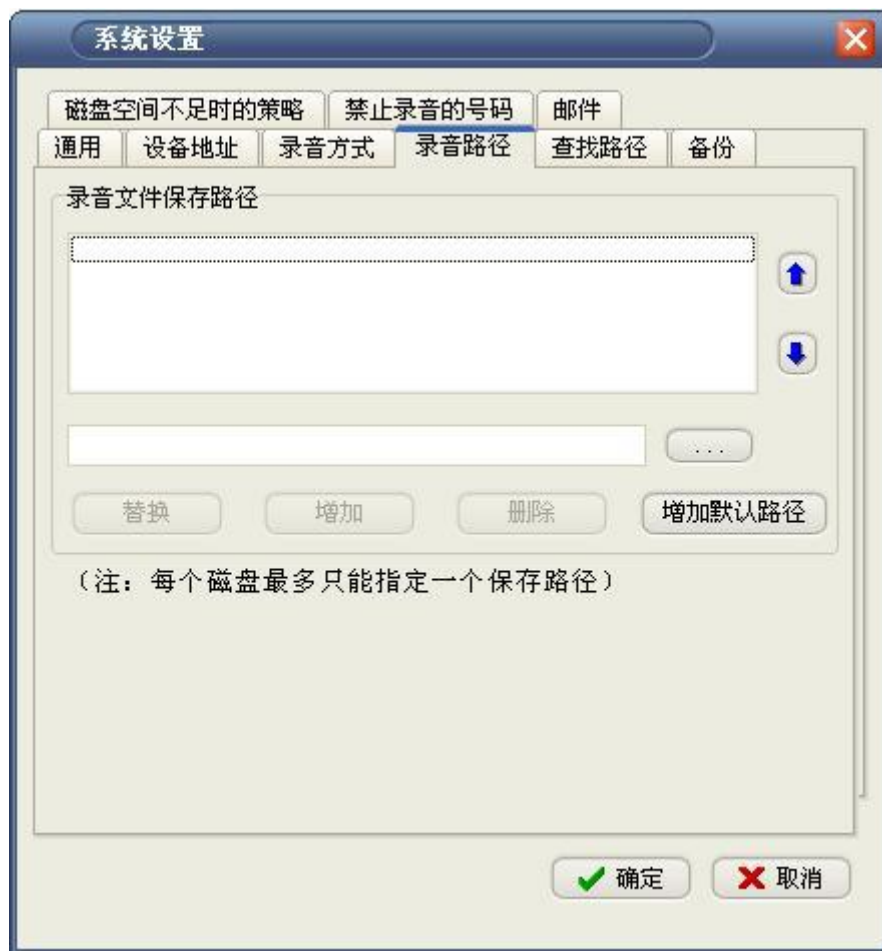 系统设置
磁盘空间不足时的策略 禁止录音的号码 邮件
通用 设备地址 录音方式 录音路径 查找路径 备份
录音文件保存路径
...
替换 增加 删除 增加默认路径
（注：每个磁盘最多只能指定一个保存路径）
确定 取消